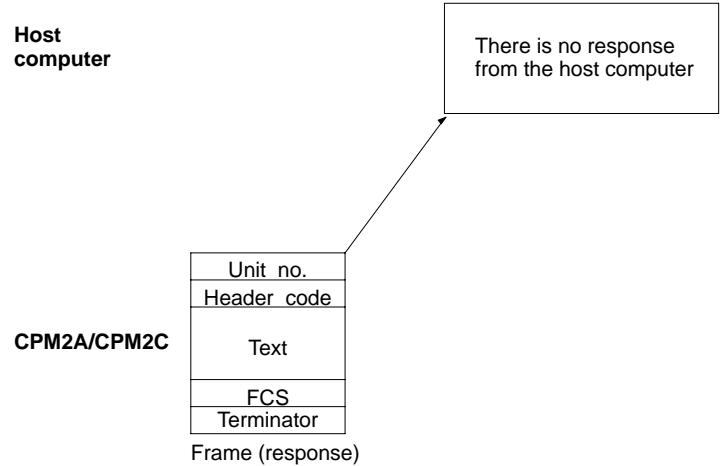 Host
computer
There is no response
from the host computer
Unit no.
Header code
CPM2A/CPM2C
Text
FCS
Terminator
Frame (response)